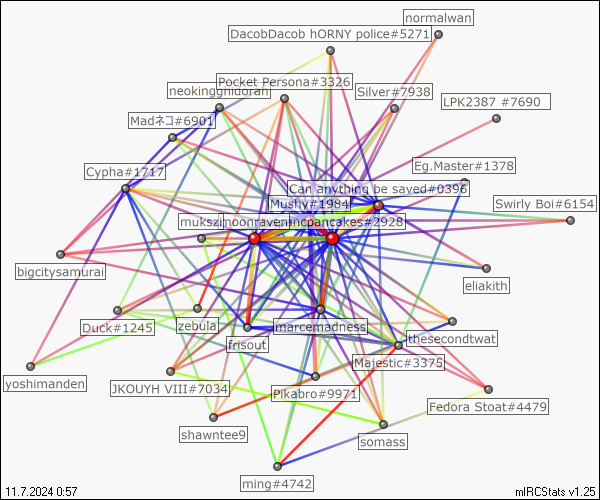 normalwan
DacobDacob hORNY police#5271
Pocket Persona#3326
neokingghidorah
Silver#7938
LPK2387 #7690
Madネコ#6901
Eg.Master#1378
Cypha#1717
Can anything be saved#0396
Mushy#1984
Swirly Boi#6154
mukszi
moonraven
incpancakes#2928
bigcitysamurai
eliakith
Duck#1245
zebula
marcemadness
frisout
thesecondtwat
Majestic#3375
yoshimanden
JKOUYH VIII#7034
Pikabro#9971
Fedora Stoat#4479
shawntee9
somass
ming#4742
11.7.2024 0:57
mIRCStats v1.25